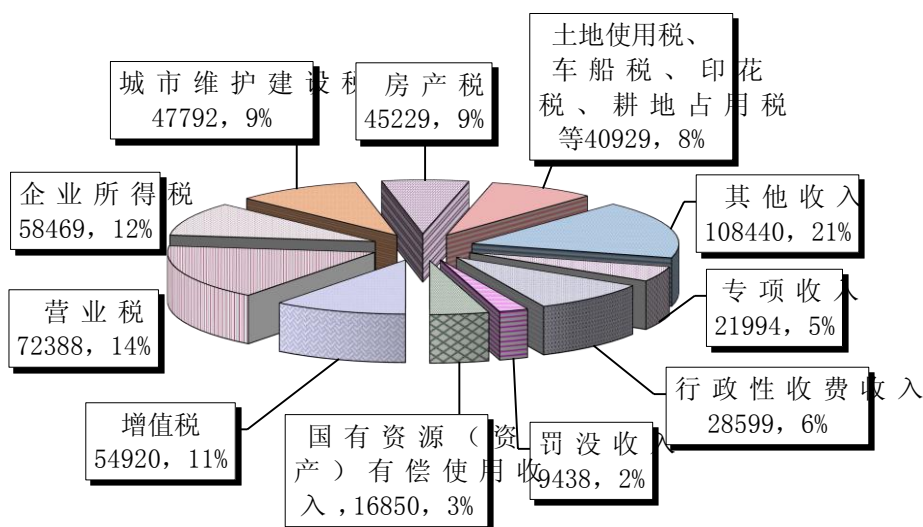 城市维护建设税
47792，9%
房产税
45229，9%
土地使用税、
车船税、印花
税、耕地占用税
等40929，8%
企业所得税
58469，12%
其他收入
108440，21%
营业税
72388，14%
专项收入
21994，5%
增值税
54920，11%
国有资源（资
产）有偿使用收
入,16850，3%
罚没收入
9438，2%
行政性收费收入
28599，6%